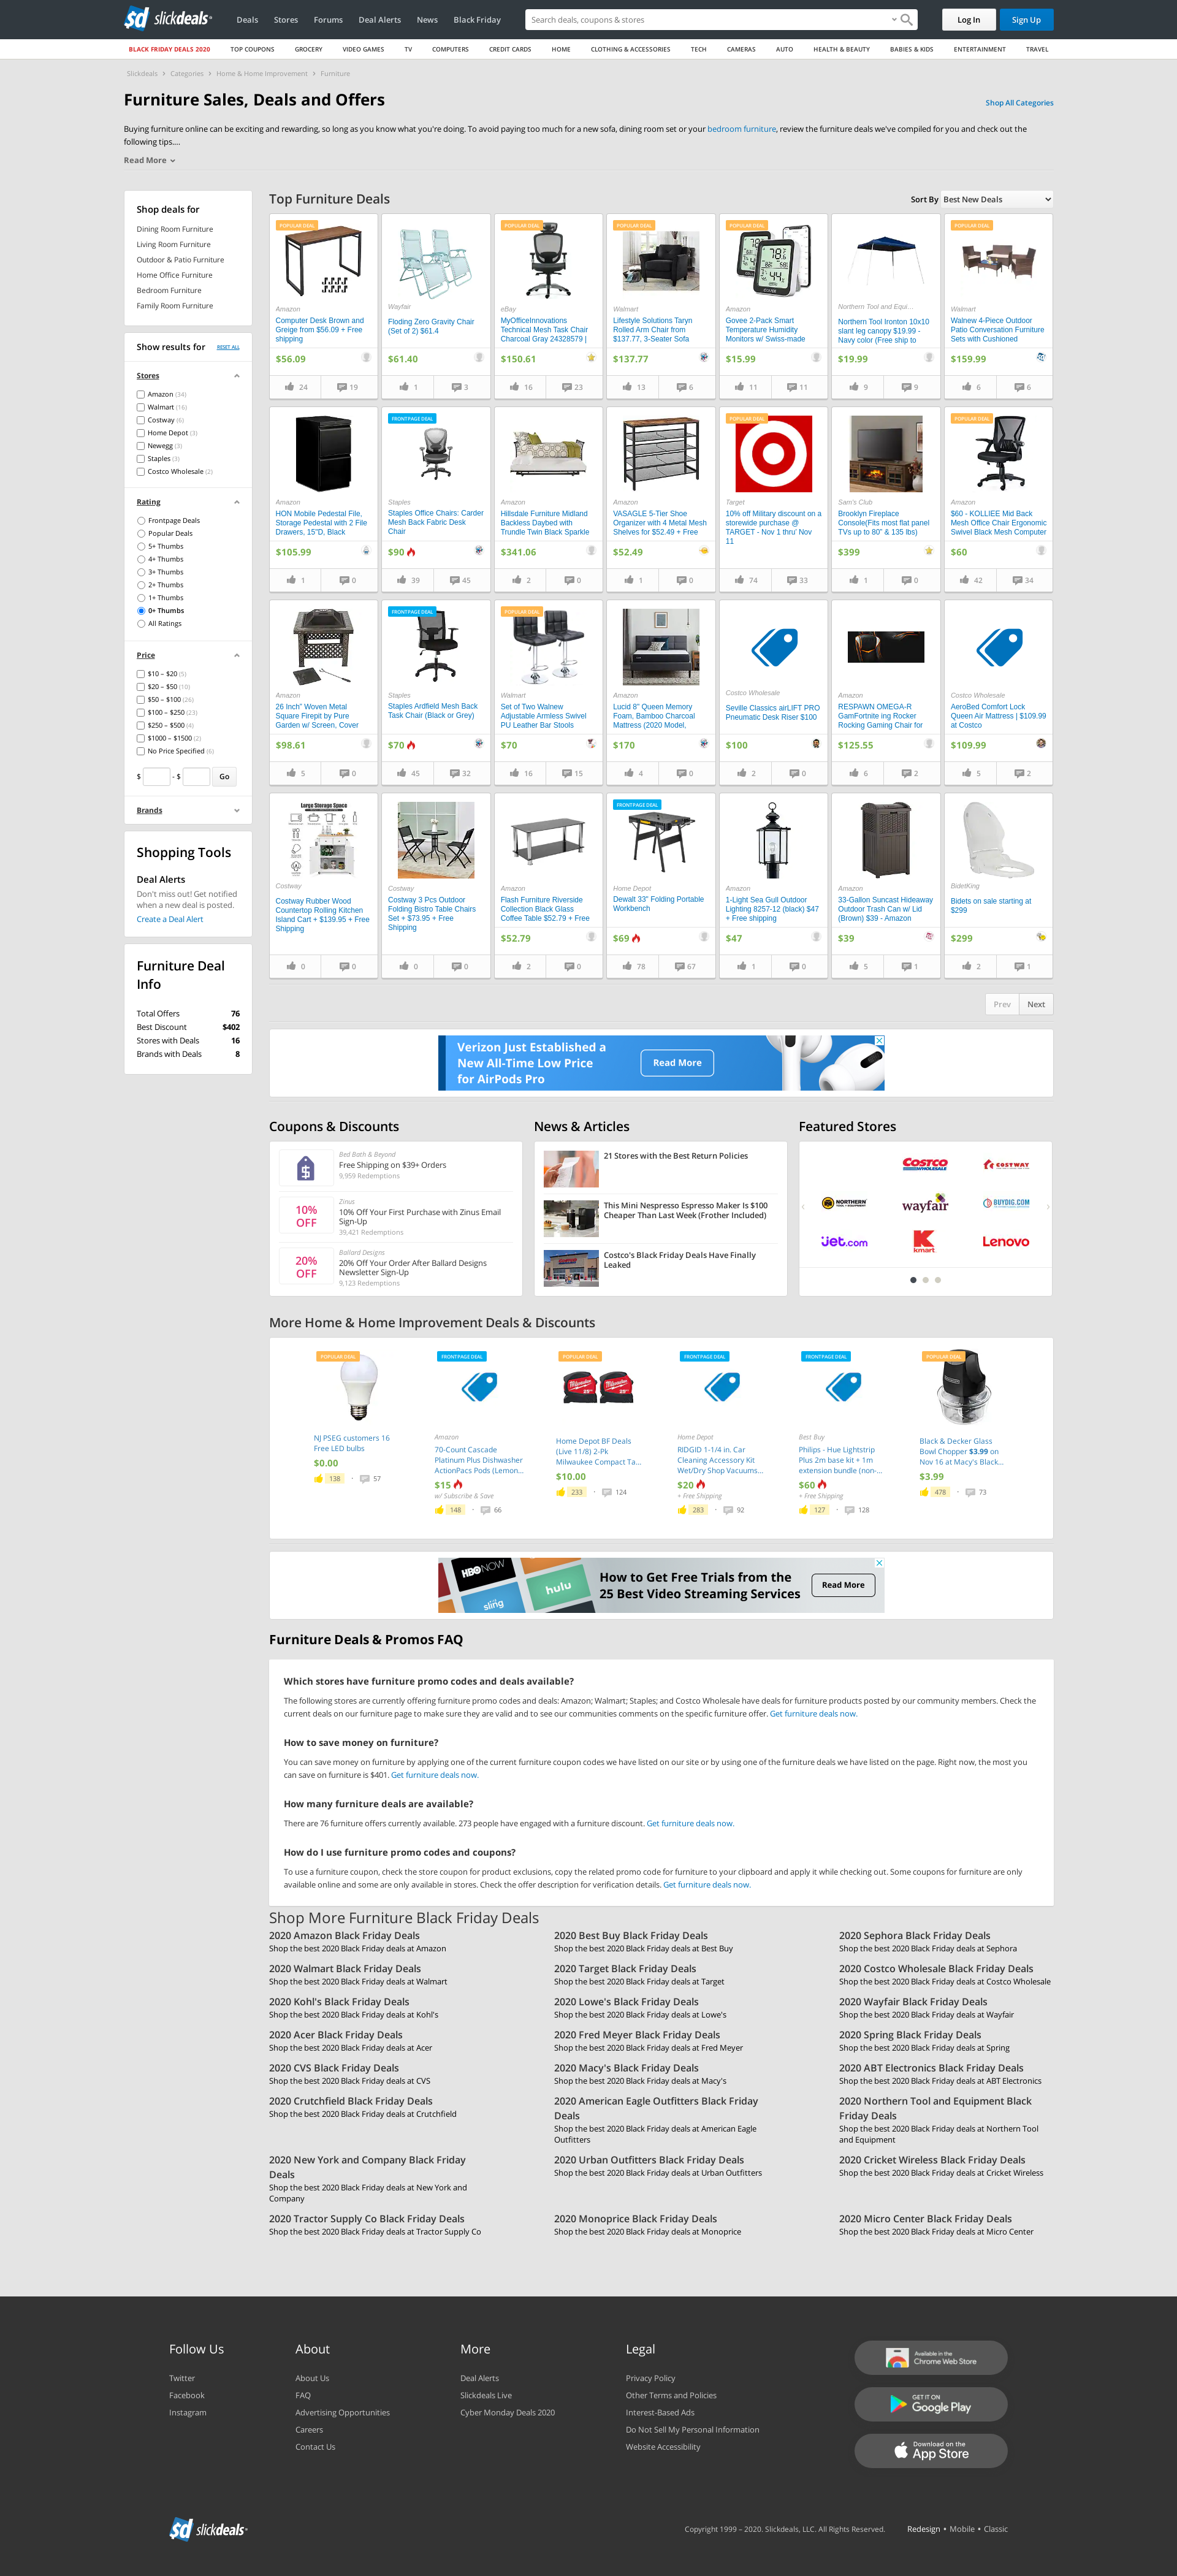 slickdeals
Deals
Stores
Forums
Deal Alerts
News
Black Friday
Search deals, coupons & stores
Log In
Sign Up
BLACK FRIDAY DEALS 2020
TOP COUPONS
GROCERY
VIDEO GAMES
TV
COMPUTERS
CREDIT CARDS
HOME
CLOTHING & ACCESSORIES
TECH
CAMERAS
AUTO
HEALTH & BEAUTY
BABIES & KIDS
ENTERTAINMENT
TRAVEL
Slickdeals › Categories › Home & Home Improvement › Furniture
Furniture Sales, Deals and Offers
Shop All Categories
Buying furniture online can be exciting and rewarding, so long as you know what you're doing. To avoid paying too much for a new sofa, dining room set or your bedroom furniture, review the furniture deals we've compiled for you and check out the
following tips....
Read More
Shop deals for
Dining Room Furniture
Living Room Furniture
Outdoor & Patio Furniture
Home Office Furniture
Bedroom Furniture
Family Room Furniture
Show results for
RESET ALL
Stores
Amazon (34)
Walmart (16)
Costway (6)
Home Depot (3)
Newegg (3)
Staples (3)
Costco Wholesale (2)
Rating
Frontpage Deals
Popular Deals
5+ Thumbs
4+ Thumbs
3+ Thumbs
2+ Thumbs
1+ Thumbs
0+ Thumbs
All Ratings
Price
$10 – $20 (5)
$20 – $50 (10)
$50 – $100 (26)
$100 – $250 (23)
$250 – $500 (4)
$1000 – $1500 (2)
No Price Specified (6)
$ - $ Go
Brands
Shopping Tools
Deal Alerts
Don't miss out! Get notified
when a new deal is posted.
Create a Deal Alert
Furniture Deal
Info
Total Offers 76
Best Discount $402
Stores with Deals 16
Brands with Deals 8
Top Furniture Deals
Sort By Best New Deals
POPULAR DEAL
Amazon
Computer Desk Brown and
Greige from $56.09 + Free
shipping
$56.09
24 19
Wayfair
Floding Zero Gravity Chair
(Set of 2) $61.4
$61.40
1 3
POPULAR DEAL
eBay
MyOfficeInnovations
Technical Mesh Task Chair
Charcoal Gray 24328579 |
$150.61
16 23
POPULAR DEAL
Walmart
Lifestyle Solutions Taryn
Rolled Arm Chair from
$137.77, 3-Seater Sofa
$137.77
13 6
POPULAR DEAL
Amazon
Govee 2-Pack Smart
Temperature Humidity
Monitors w/ Swiss-made
$15.99
11 11
Northern Tool and Equi...
Northern Tool Ironton 10x10
slant leg canopy $19.99 -
Navy color (Free ship to
$19.99
9 9
POPULAR DEAL
Walmart
Walnew 4-Piece Outdoor
Patio Conversation Furniture
Sets with Cushioned
$159.99
6 6
Amazon
HON Mobile Pedestal File,
Storage Pedestal with 2 File
Drawers, 15"D, Black
$105.99
1 0
FRONTPAGE DEAL
Staples
Staples Office Chairs: Carder
Mesh Back Fabric Desk
Chair
$90
39 45
Amazon
Hillsdale Furniture Midland
Backless Daybed with
Trundle Twin Black Sparkle
$341.06
2 0
Amazon
VASAGLE 5-Tier Shoe
Organizer with 4 Metal Mesh
Shelves for $52.49 + Free
$52.49
1 0
POPULAR DEAL
Target
10% off Military discount on a
storewide purchase @
TARGET - Nov 1 thru' Nov
11
74 33
Sam's Club
Brooklyn Fireplace
Console(Fits most flat panel
TVs up to 80" & 135 lbs)
$399
1 0
POPULAR DEAL
Amazon
$60 - KOLLIEE Mid Back
Mesh Office Chair Ergonomic
Swivel Black Mesh Computer
$60
42 34
Amazon
26 Inch" Woven Metal
Square Firepit by Pure
Garden w/ Screen, Cover
$98.61
5 0
FRONTPAGE DEAL
Staples
Staples Ardfield Mesh Back
Task Chair (Black or Grey)
$70
45 32
POPULAR DEAL
Walmart
Set of Two Walnew
Adjustable Armless Swivel
PU Leather Bar Stools
$70
16 15
Amazon
Lucid 8" Queen Memory
Foam, Bamboo Charcoal
Mattress (2020 Model,
$170
4 0
Costco Wholesale
Seville Classics airLIFT PRO
Pneumatic Desk Riser $100
$100
2 0
Amazon
RESPAWN OMEGA-R
GamFortnite ing Rocker
Rocking Gaming Chair for
$125.55
6 2
Costco Wholesale
AeroBed Comfort Lock
Queen Air Mattress | $109.99
at Costco
$109.99
5 2
Large Storage Space
Costway
Costway Rubber Wood
Countertop Rolling Kitchen
Island Cart + $139.95 + Free
Shipping
0 0
Costway
Costway 3 Pcs Outdoor
Folding Bistro Table Chairs
Set + $73.95 + Free
Shipping
0 0
Amazon
Flash Furniture Riverside
Collection Black Glass
Coffee Table $52.79 + Free
$52.79
2 0
FRONTPAGE DEAL
Home Depot
Dewalt 33" Folding Portable
Workbench
$69
78 67
Amazon
1-Light Sea Gull Outdoor
Lighting 8257-12 (black) $47
+ Free shipping
$47
1 0
Amazon
33-Gallon Suncast Hideaway
Outdoor Trash Can w/ Lid
(Brown) $39 - Amazon
$39
5 1
BidetKing
Bidets on sale starting at
$299
$299
2 1
Prev
Next
Verizon Just Established a
New All-Time Low Price
for AirPods Pro
Read More
Coupons & Discounts
Bed Bath & Beyond
Free Shipping on $39+ Orders
9,959 Redemptions
10%
OFF
Zinus
10% Off Your First Purchase with Zinus Email
Sign-Up
39,421 Redemptions
20%
OFF
Ballard Designs
20% Off Your Order After Ballard Designs
Newsletter Sign-Up
9,123 Redemptions
News & Articles
21 Stores with the Best Return Policies
This Mini Nespresso Espresso Maker Is $100
Cheaper Than Last Week (Frother Included)
Costco's Black Friday Deals Have Finally
Leaked
Featured Stores
COSTCO
WHOLESALE
COSTWAY
NORTHERN
wayfair
BUYDIG.COM
jet.com
kmart
Lenovo
More Home & Home Improvement Deals & Discounts
POPULAR DEAL
NJ PSEG customers 16
Free LED bulbs
$0.00
138 57
FRONTPAGE DEAL
Amazon
70-Count Cascade
Platinum Plus Dishwasher
ActionPacs Pods (Lemon...
$15
w/ Subscribe & Save
148 66
POPULAR DEAL
Home Depot BF Deals
(Live 11/8) 2-Pk
Milwaukee Compact Ta...
$10.00
233 124
FRONTPAGE DEAL
Home Depot
RIDGID 1-1/4 in. Car
Cleaning Accessory Kit
Wet/Dry Shop Vacuums...
$20
+ Free Shipping
283 92
FRONTPAGE DEAL
Best Buy
Philips - Hue Lightstrip
Plus 2m base kit + 1m
extension bundle (non-...
$60
+ Free Shipping
127 128
POPULAR DEAL
Black & Decker Glass
Bowl Chopper $3.99 on
Nov 16 at Macy's Black...
$3.99
478 73
HBO NOW
hulu
sling
How to Get Free Trials from the
25 Best Video Streaming Services
Read More
Furniture Deals & Promos FAQ
Which stores have furniture promo codes and deals available?
The following stores are currently offering furniture promo codes and deals: Amazon; Walmart; Staples; and Costco Wholesale have deals for furniture products posted by our community members. Check the
current deals on our furniture page to make sure they are valid and to see our communities comments on the specific furniture offer. Get furniture deals now.
How to save money on furniture?
You can save money on furniture by applying one of the current furniture coupon codes we have listed on our site or by using one of the furniture deals we have listed on the page. Right now, the most you
can save on furniture is $401. Get furniture deals now.
How many furniture deals are available?
There are 76 furniture offers currently available. 273 people have engaged with a furniture discount. Get furniture deals now.
How do I use furniture promo codes and coupons?
To use a furniture coupon, check the store coupon for product exclusions, copy the related promo code for furniture to your clipboard and apply it while checking out. Some coupons for furniture are only
available online and some are only available in stores. Check the offer description for verification details. Get furniture deals now.
Shop More Furniture Black Friday Deals
2020 Amazon Black Friday Deals
Shop the best 2020 Black Friday deals at Amazon
2020 Best Buy Black Friday Deals
Shop the best 2020 Black Friday deals at Best Buy
2020 Sephora Black Friday Deals
Shop the best 2020 Black Friday deals at Sephora
2020 Walmart Black Friday Deals
Shop the best 2020 Black Friday deals at Walmart
2020 Target Black Friday Deals
Shop the best 2020 Black Friday deals at Target
2020 Costco Wholesale Black Friday Deals
Shop the best 2020 Black Friday deals at Costco Wholesale
2020 Kohl's Black Friday Deals
Shop the best 2020 Black Friday deals at Kohl's
2020 Lowe's Black Friday Deals
Shop the best 2020 Black Friday deals at Lowe's
2020 Wayfair Black Friday Deals
Shop the best 2020 Black Friday deals at Wayfair
2020 Acer Black Friday Deals
Shop the best 2020 Black Friday deals at Acer
2020 Fred Meyer Black Friday Deals
Shop the best 2020 Black Friday deals at Fred Meyer
2020 Spring Black Friday Deals
Shop the best 2020 Black Friday deals at Spring
2020 CVS Black Friday Deals
Shop the best 2020 Black Friday deals at CVS
2020 Macy's Black Friday Deals
Shop the best 2020 Black Friday deals at Macy's
2020 ABT Electronics Black Friday Deals
Shop the best 2020 Black Friday deals at ABT Electronics
2020 Crutchfield Black Friday Deals
Shop the best 2020 Black Friday deals at Crutchfield
2020 American Eagle Outfitters Black Friday
Deals
Shop the best 2020 Black Friday deals at American Eagle
Outfitters
2020 Northern Tool and Equipment Black
Friday Deals
Shop the best 2020 Black Friday deals at Northern Tool
and Equipment
2020 New York and Company Black Friday
Deals
Shop the best 2020 Black Friday deals at New York and
Company
2020 Urban Outfitters Black Friday Deals
Shop the best 2020 Black Friday deals at Urban Outfitters
2020 Cricket Wireless Black Friday Deals
Shop the best 2020 Black Friday deals at Cricket Wireless
2020 Tractor Supply Co Black Friday Deals
Shop the best 2020 Black Friday deals at Tractor Supply Co
2020 Monoprice Black Friday Deals
Shop the best 2020 Black Friday deals at Monoprice
2020 Micro Center Black Friday Deals
Shop the best 2020 Black Friday deals at Micro Center
Follow Us
Twitter
Facebook
Instagram
About
About Us
FAQ
Advertising Opportunities
Careers
Contact Us
More
Deal Alerts
Slickdeals Live
Cyber Monday Deals 2020
Legal
Privacy Policy
Other Terms and Policies
Interest-Based Ads
Do Not Sell My Personal Information
Website Accessibility
Available in the
Chrome Web Store
GET IT ON
Google Play
Download on the
App Store
slickdeals
Copyright 1999 – 2020. Slickdeals, LLC. All Rights Reserved.
Redesign • Mobile • Classic